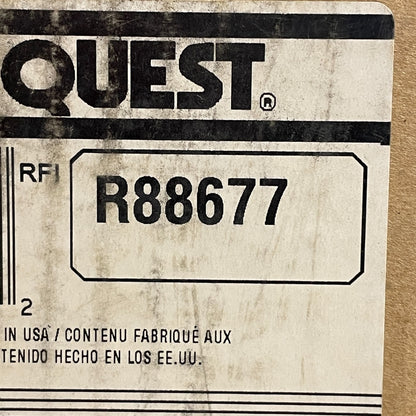 QUEST®
RFI
R88677
2
IN USA / CONTENU FABRIQUÉ AUX
TENIDO HECHO EN LOS EE.UU.